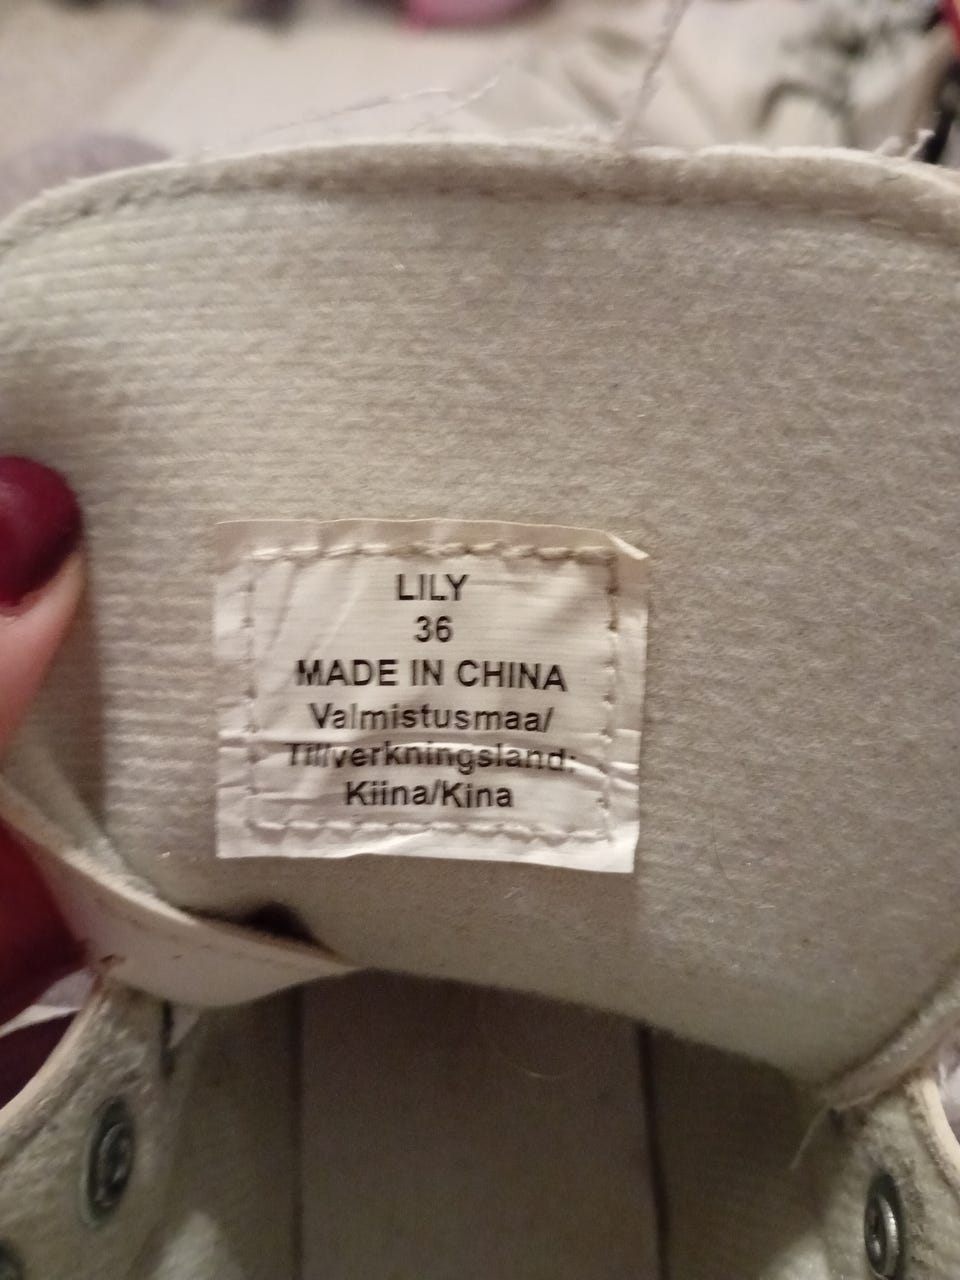 LILY
36
MADE IN CHINA
Valmistusmaa/
Tillverkningsland:
Kiina/Kina